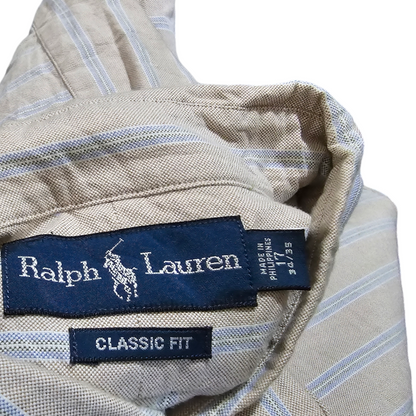 Ralph Lauren
MADE IN
PHILIPPINES
17
34/35
CLASSIC FIT